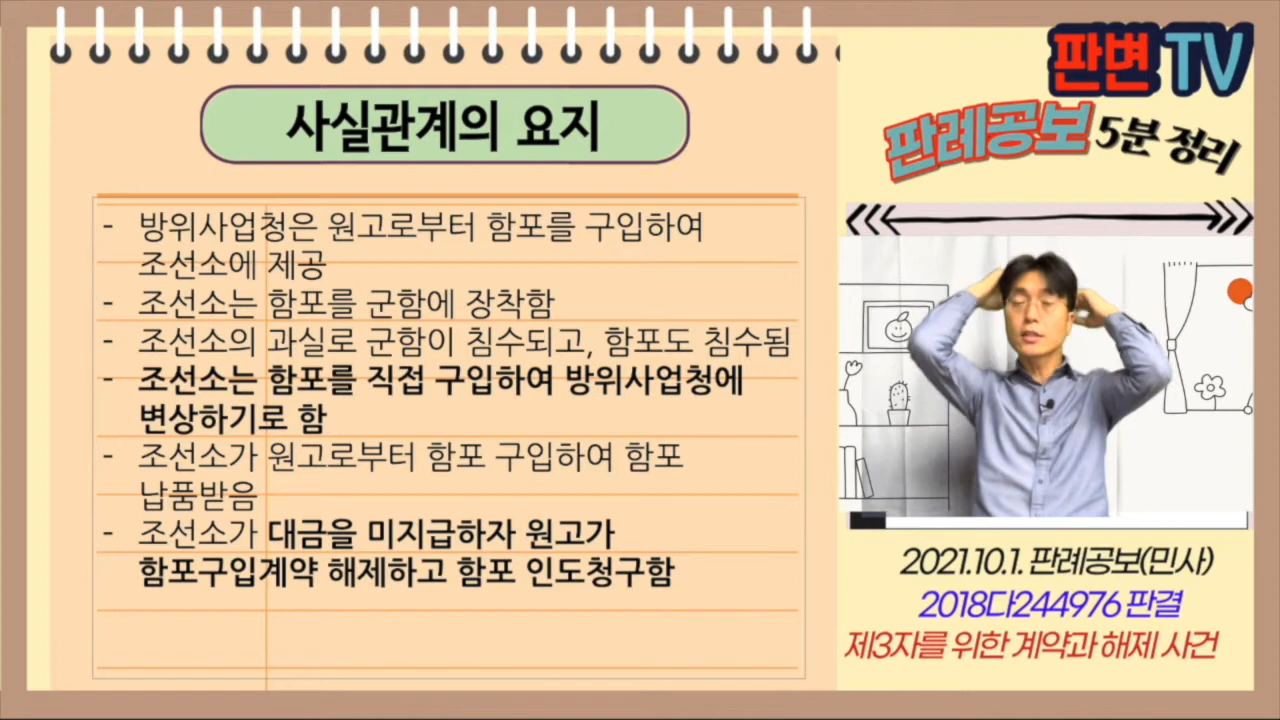 사실관계의 요지
- 방위사업청은 원고로부터 함포를 구입하여
조선소에 제공
- 조선소는 함포를 군함에 장착함
- 조선소의 과실로 군함이 침수되고, 함포도 침수됨
- 조선소는 함포를 직접 구입하여 방위사업청에
변상하기로 함
- 조선소가 원고로부터 함포 구입하여 함포
납품받음
- 조선소가 대금을 미지급하자 원고가
함포구입계약 해제하고 함포 인도청구함
판변 TV
판례공보 5분 정리
2021.10.1. 판례공보(민사)
2018다244976 판결
제3자를 위한 계약과 해제 사건